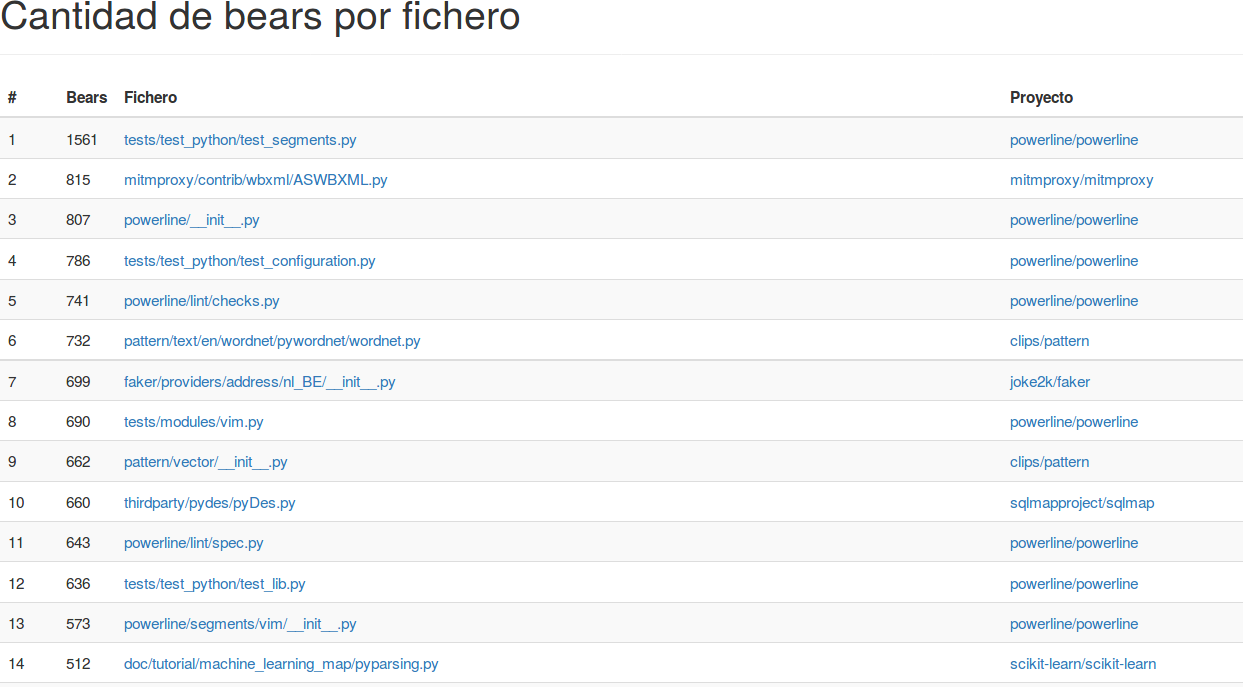 Cantidad de bears por fichero
# Bears Fichero Proyecto
1 1561 tests/test_python/test_segments.py powerline/powerline
2 815 mitmproxy/contrib/wbxml/ASWBXML.py mitmproxy/mitmproxy
3 807 powerline/__init__.py powerline/powerline
4 786 tests/test_python/test_configuration.py powerline/powerline
5 741 powerline/lint/checks.py powerline/powerline
6 732 pattern/text/en/wordnet/pywordnet/wordnet.py clips/pattern
7 699 faker/providers/address/nl_BE/__init__.py joke2k/faker
8 690 tests/modules/vim.py powerline/powerline
9 662 pattern/vector/__init__.py clips/pattern
10 660 thirdparty/pydes/pyDes.py sqlmapproject/sqlmap
11 643 powerline/lint/spec.py powerline/powerline
12 636 tests/test_python/test_lib.py powerline/powerline
13 573 powerline/segments/vim/__init__.py powerline/powerline
14 512 doc/tutorial/machine_learning_map/pyparsing.py scikit-learn/scikit-learn